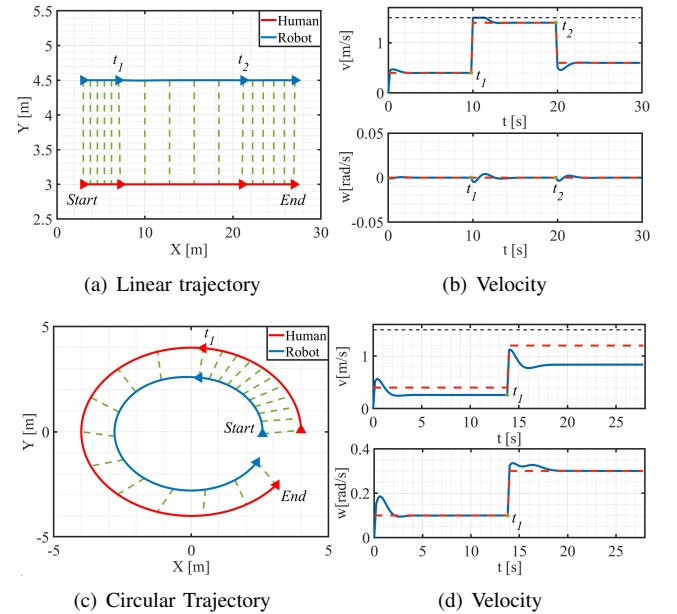 5.5
5
4.5
4
3.5
3
2.5
Y [m]
0 10 20 30
X [m]
t1
t2
Start
End
Human
Robot
(a) Linear trajectory
1
0
v[m/s]
0 5 10 15 20 25 30
t [s]
t1
t2
0.05
0
-0.05
w[rad/s]
0 5 10 15 20 25 30
t [s]
t1
t2
(b) Velocity
5
0
-5
Y [m]
-5 0 5
X [m]
t1
Start
End
Human
Robot
(c) Circular Trajectory
1
0
v[m/s]
0 5 10 15 20 25
t [s]
t1
0.4
0.2
0
w[rad/s]
0 5 10 15 20 25
t [s]
t1
(d) Velocity